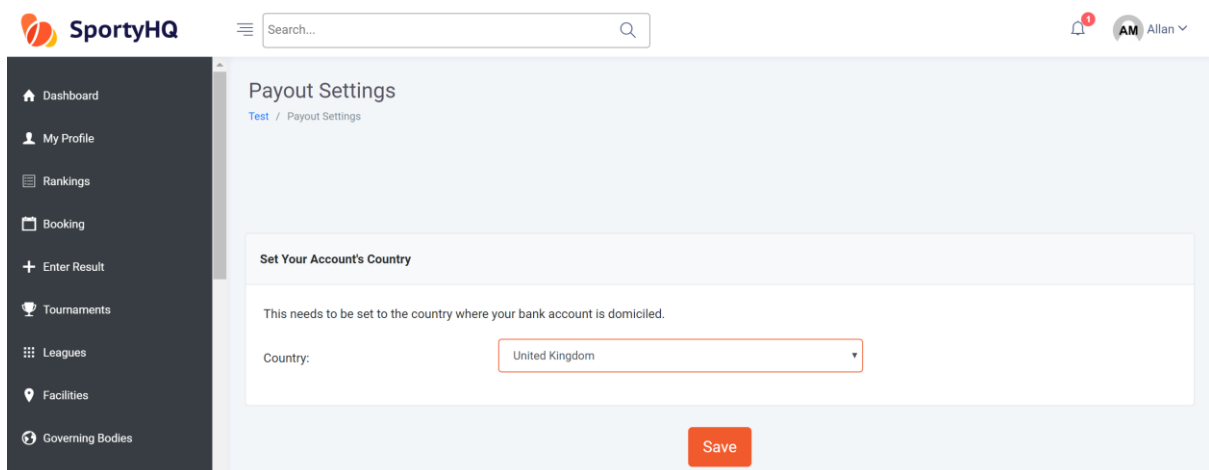 SportyHQ
Search...
1
AM Allan
Dashboard
My Profile
Rankings
Booking
Enter Result
Tournaments
Leagues
Facilities
Governing Bodies
Payout Settings
Test / Payout Settings
Set Your Account's Country
This needs to be set to the country where your bank account is domiciled.
Country: United Kingdom
Save